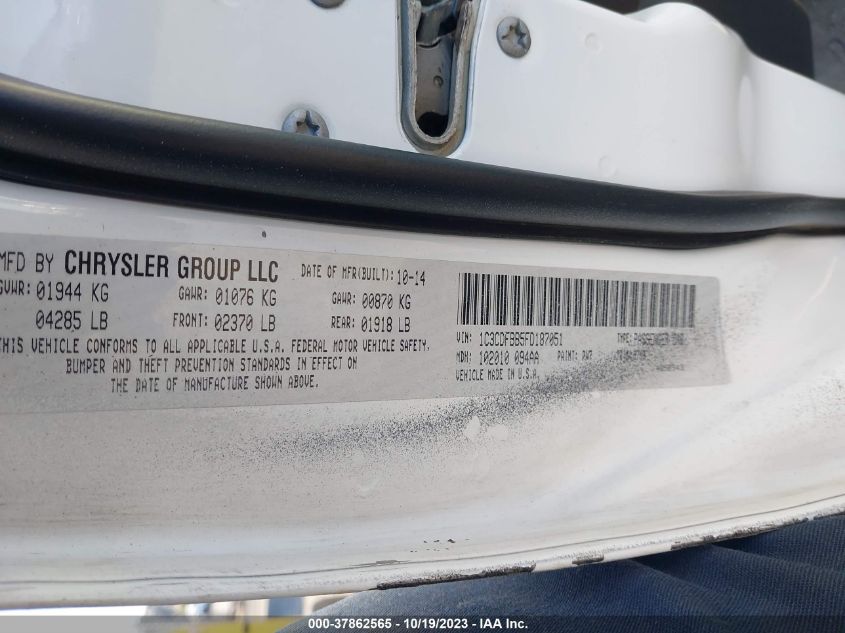 MFD BY CHRYSLER GROUP LLC DATE OF MFR(BUILT): 10-14
GVWR: 01944 KG GAWR: 01076 KG GAWR: 00870 KG
04285 LB FRONT: 02370 LB REAR: 01918 LB
THIS VEHICLE CONFORMS TO ALL APPLICABLE U.S.A. FEDERAL MOTOR VEHICLE SAFETY,
BUMPER AND THEFT PREVENTION STANDARDS IN EFFECT ON
THE DATE OF MANUFACTURE SHOWN ABOVE.
VIN: 1C3CDFBB5FD187051 TYPE: PASSENGER CAR
MDH: 102010 094AA PAINT: PW7
VEHICLE MADE IN U.S.A.
000-37862565 - 10/19/2023 - IAA Inc.